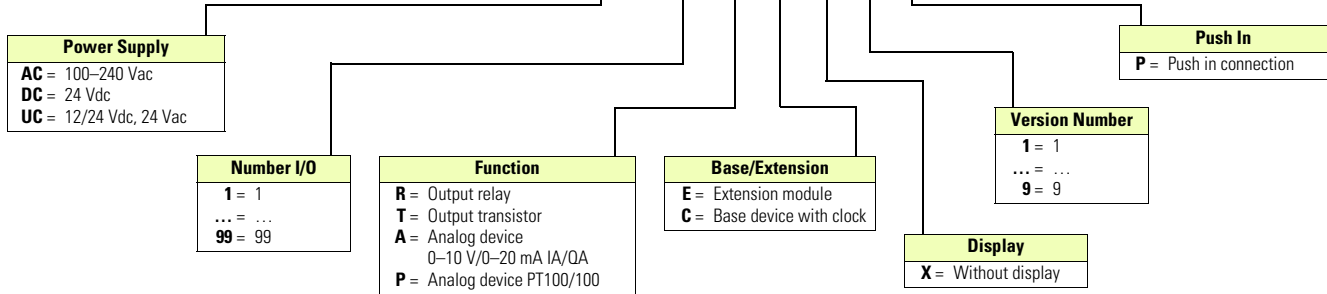 Power Supply
AC = 100–240 Vac
DC = 24 Vdc
UC = 12/24 Vdc, 24 Vac
Number I/O
1 = 1
... = ...
99 = 99
Function
R = Output relay
T = Output transistor
A = Analog device
0–10 V/0–20 mA IA/QA
P = Analog device PT100/100
Base/Extension
E = Extension module
C = Base device with clock
Display
X = Without display
Version Number
1 = 1
... = ...
9 = 9
Push In
P = Push in connection